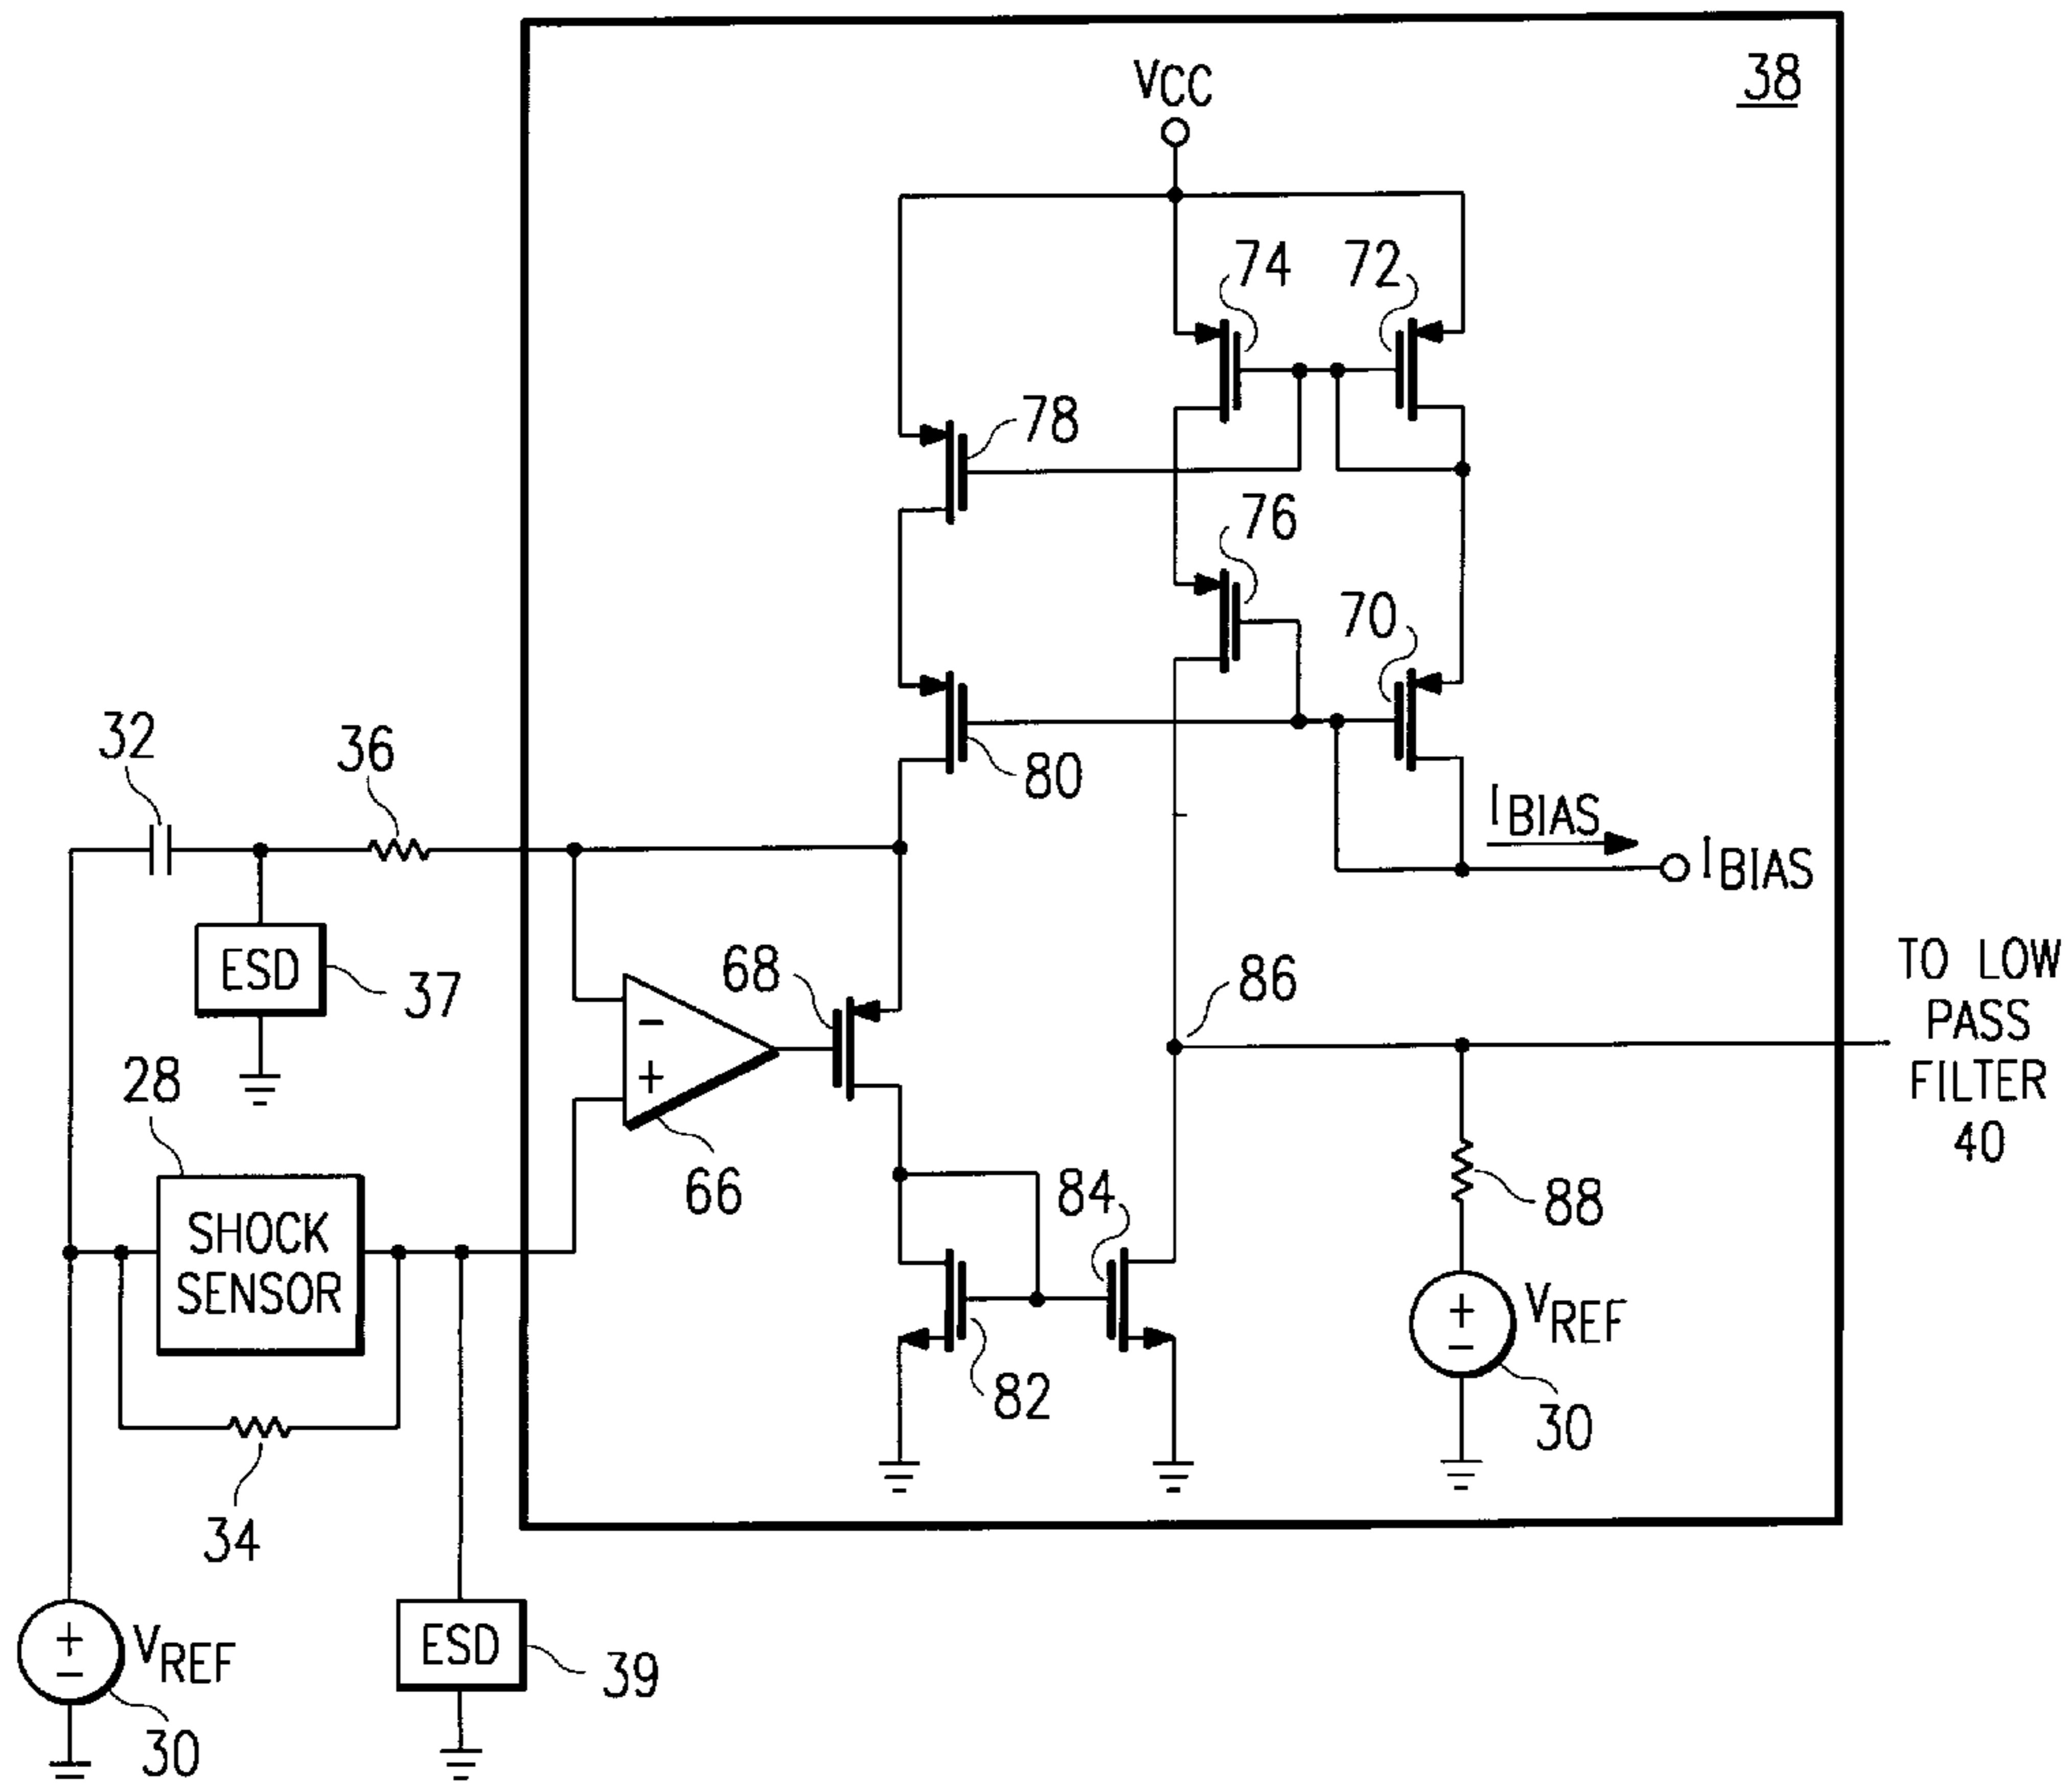 VCC
38
74
72
78
76
70
32
36
80
IBIAS
IBIAS
ESD
37
68
86
TO LOW
PASS
FILTER
40
28
-
+
66
84
88
SHOCK
SENSOR
82
+
-
VREF
30
34
+
-
VREF
30
ESD
39